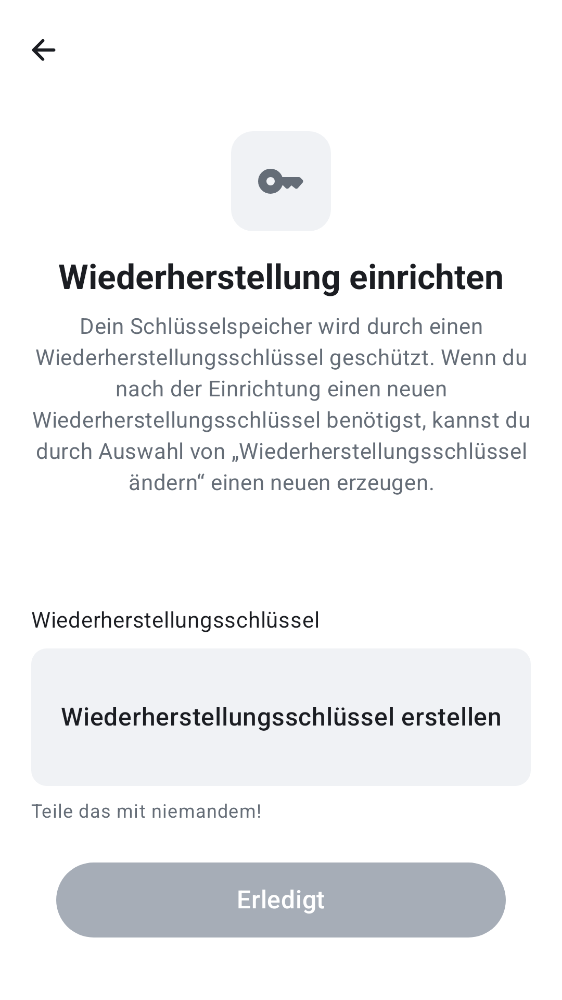 Wiederherstellung einrichten
Dein Schlüsselspeicher wird durch einen
Wiederherstellungsschlüssel geschützt. Wenn du
nach der Einrichtung einen neuen
Wiederherstellungsschlüssel benötigst, kannst du
durch Auswahl von „Wiederherstellungsschlüssel
ändern“ einen neuen erzeugen.
Wiederherstellungsschlüssel
Wiederherstellungsschlüssel erstellen
Teile das mit niemandem!
Erledigt